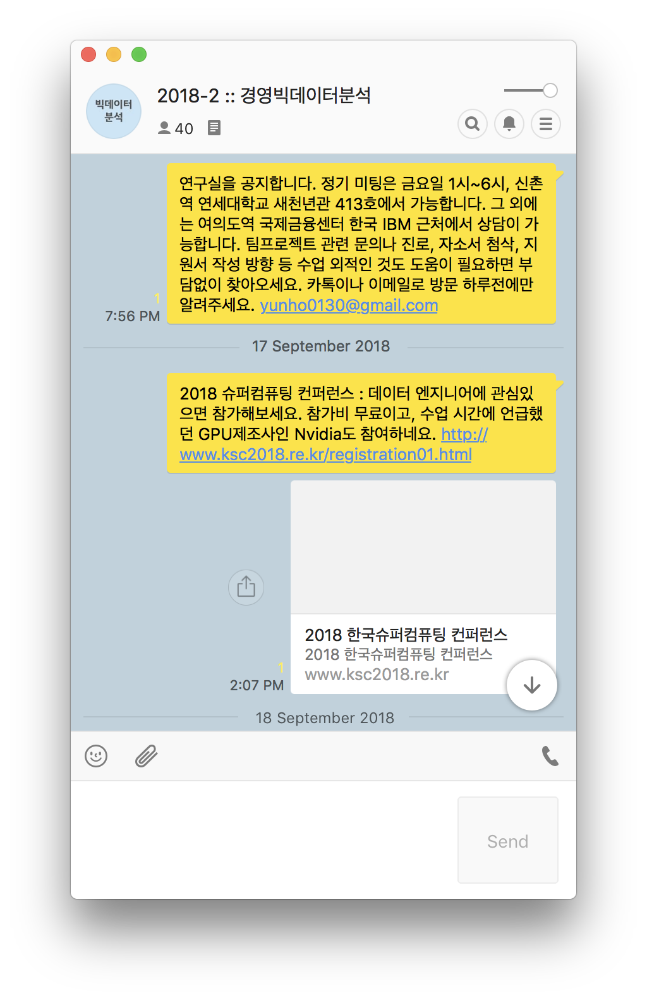 빅데이터
분석
2018-2 :: 경영빅데이터분석
40
연구실을 공지합니다. 정기 미팅은 금요일 1시~6시, 신촌
역 연세대학교 새천년관 413호에서 가능합니다. 그 외에
는 여의도역 국제금융센터 한국 IBM 근처에서 상담이 가
능합니다. 팀프로젝트 관련 문의나 진로, 자소서 첨삭, 지
원서 작성 방향 등 수업 외적인 것도 도움이 필요하면 부
담없이 찾아오세요. 카톡이나 이메일로 방문 하루전에만
알려주세요. yunho0130@gmail.com
1
7:56 PM
17 September 2018
2018 슈퍼컴퓨팅 컨퍼런스 : 데이터 엔지니어에 관심있
으면 참가해보세요. 참가비 무료이고, 수업 시간에 언급했
던 GPU제조사인 Nvidia도 참여하네요. http://
www.ksc2018.re.kr/registration01.html
2018 한국슈퍼컴퓨팅 컨퍼런스
2018 한국슈퍼컴퓨팅 컨퍼런스
www.ksc2018.re.kr
1
2:07 PM
18 September 2018
Send